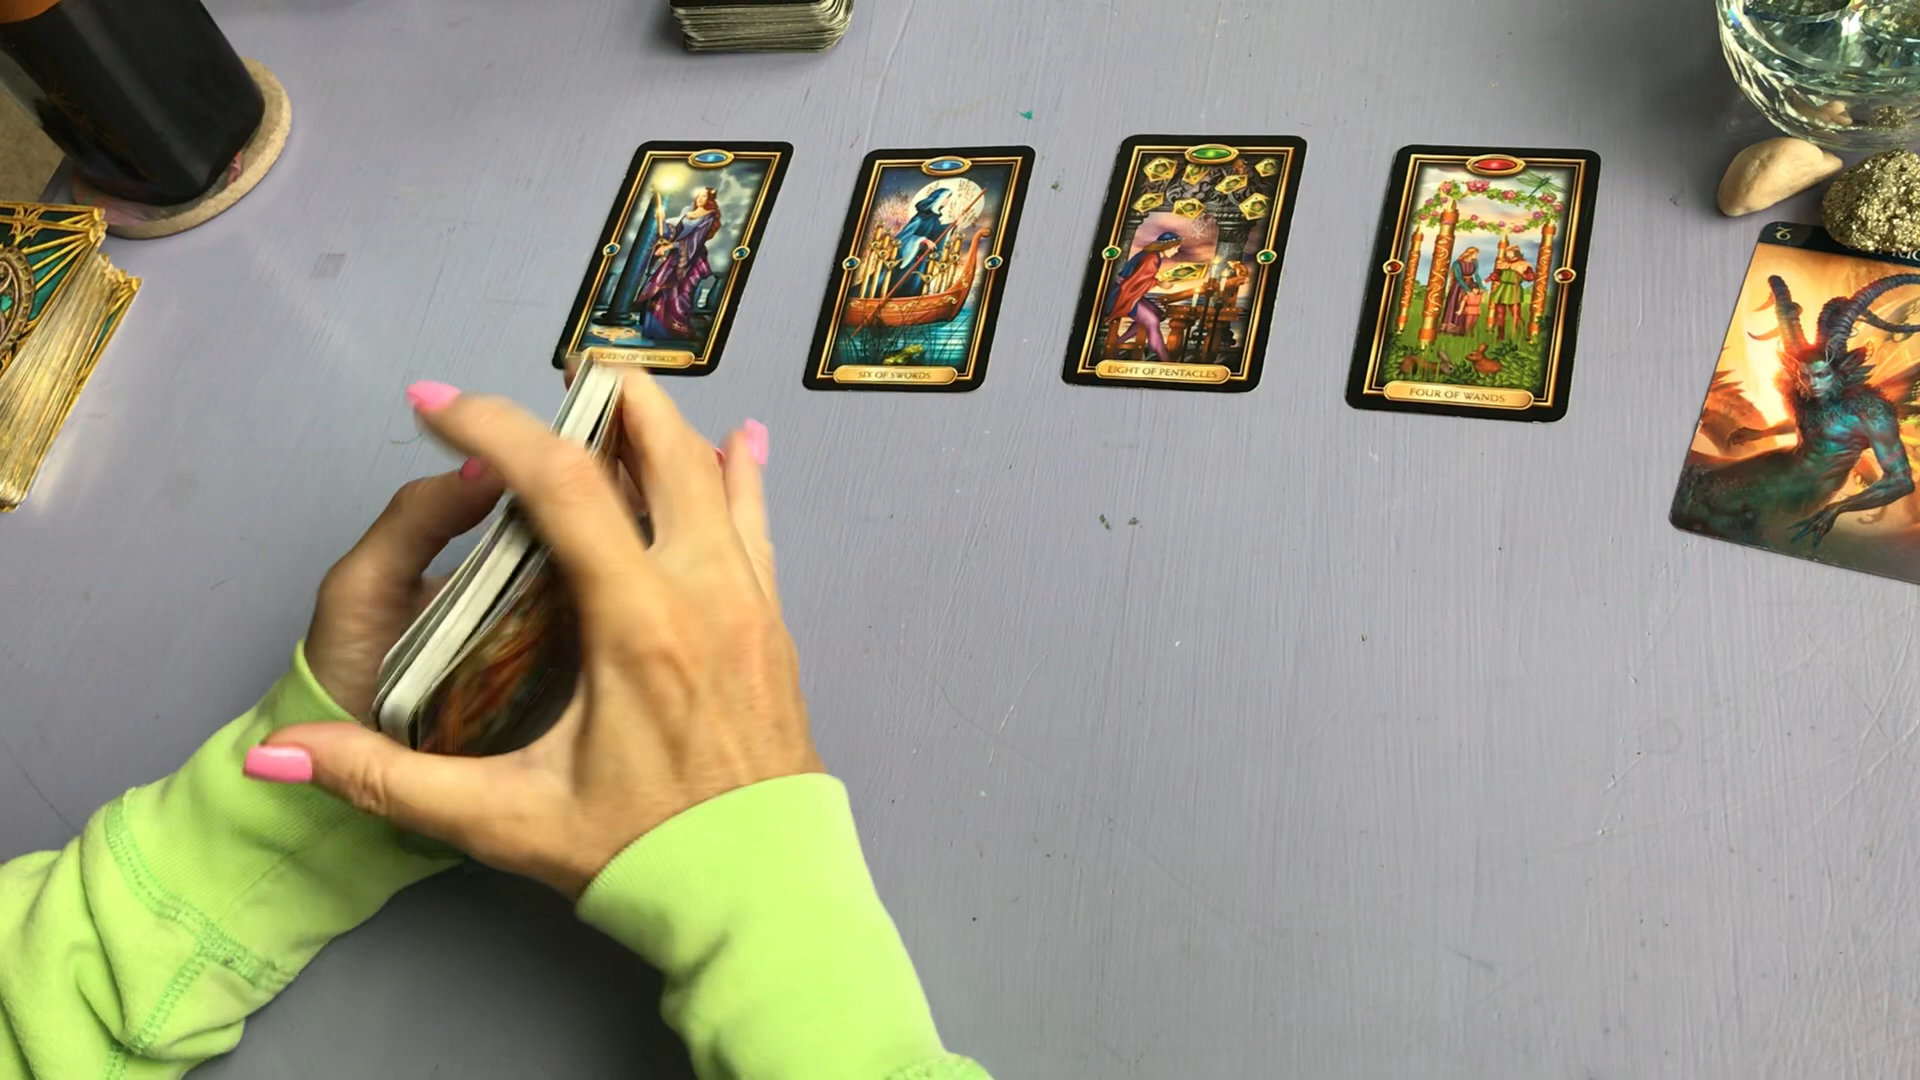 QUEEN OF SWORDS
SIX OF SWORDS
EIGHT OF PENTACLES
FOUR OF WANDS